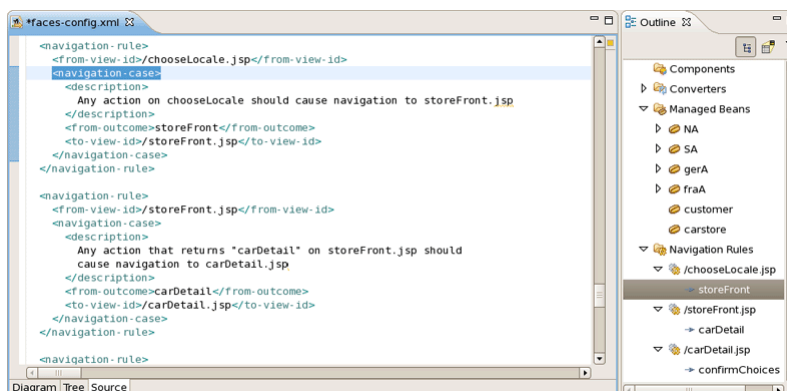 *faces-config.xml
<navigation-rule>
<from-view-id>/chooseLocale.jsp</from-view-id>
<navigation-case>
<description>
Any action on chooseLocale should cause navigation to storeFront.jsp
</description>
<from-outcome>storeFront</from-outcome>
<to-view-id>/storeFront.jsp</to-view-id>
</navigation-case>
</navigation-rule>
<navigation-rule>
<from-view-id>/storeFront.jsp</from-view-id>
<navigation-case>
<description>
Any action that returns "carDetail" on storeFront.jsp should
cause navigation to carDetail.jsp
</description>
<from-outcome>carDetail</from-outcome>
<to-view-id>/carDetail.jsp</to-view-id>
</navigation-case>
</navigation-rule>
<navigation-rule>
Diagram Tree Source
Outline
Components
Converters
Managed Beans
NA
SA
gerA
fraA
customer
carstore
Navigation Rules
/chooseLocale.jsp
storeFront
/storeFront.jsp
carDetail
/carDetail.jsp
confirmChoices